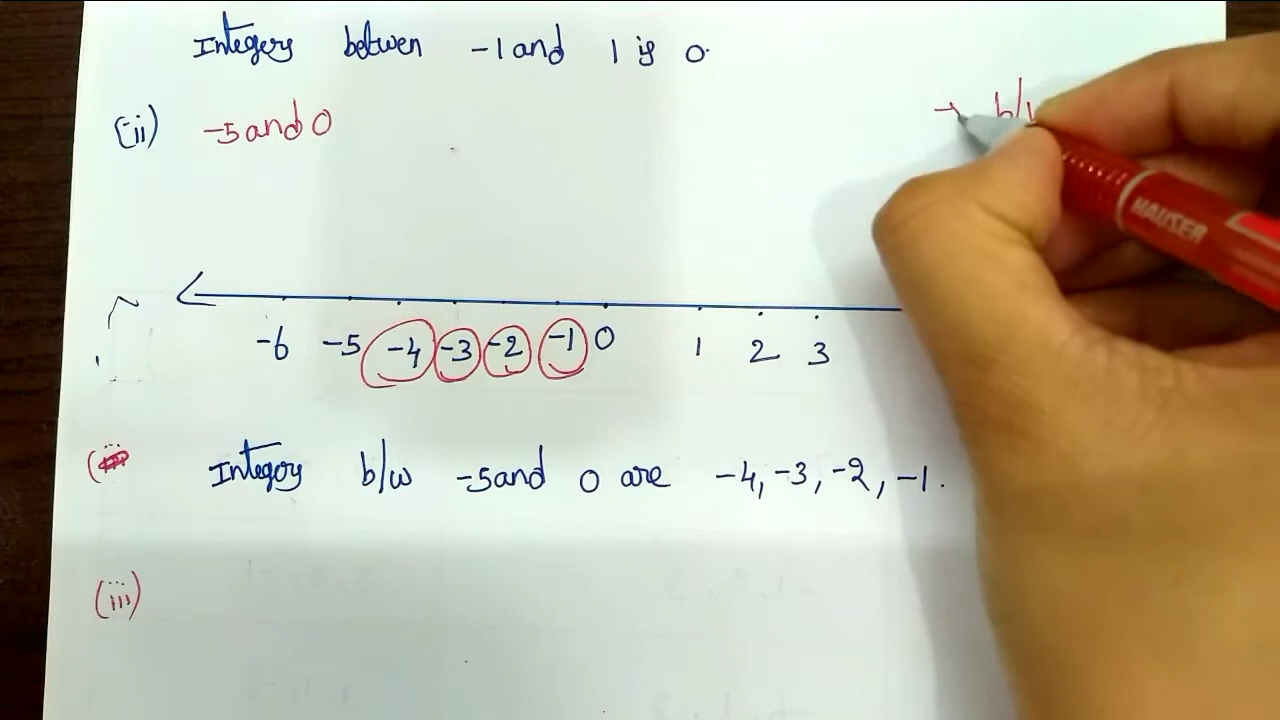 Integers betwen -1 and 1 is 0.
(ii) -5 and 0
→ b/w
HAUSER
-6 -5 -4 -3 -2 -1 0 1 2 3
Integers b/w -5 and 0 are -4, -3, -2, -1.
(iii)